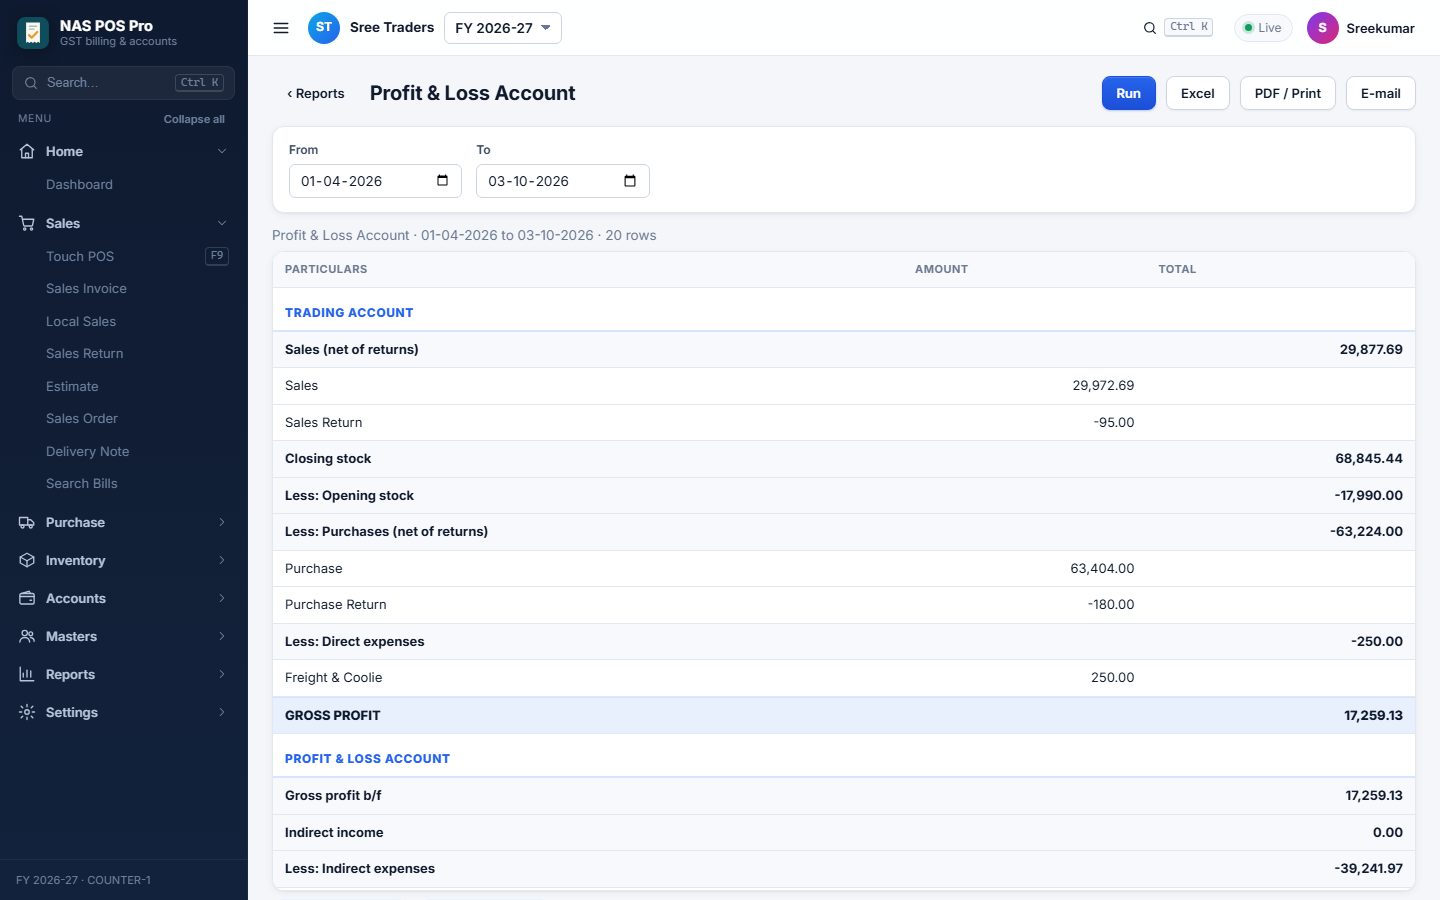 NAS POS Pro
GST billing & accounts
Search... Ctrl K
MENU Collapse all
Home
Dashboard
Sales
Touch POS F9
Sales Invoice
Local Sales
Sales Return
Estimate
Sales Order
Delivery Note
Search Bills
Purchase
Inventory
Accounts
Masters
Reports
Settings
FY 2026-27 · COUNTER-1
ST Sree Traders FY 2026-27 Ctrl K Live S Sreekumar
‹ Reports Profit & Loss Account Run Excel PDF / Print E-mail
From To
01-04-2026 03-10-2026
Profit & Loss Account · 01-04-2026 to 03-10-2026 · 20 rows
PARTICULARS AMOUNT TOTAL
TRADING ACCOUNT
Sales (net of returns) 29,877.69
Sales 29,972.69
Sales Return -95.00
Closing stock 68,845.44
Less: Opening stock -17,990.00
Less: Purchases (net of returns) -63,224.00
Purchase 63,404.00
Purchase Return -180.00
Less: Direct expenses -250.00
Freight & Coolie 250.00
GROSS PROFIT 17,259.13
PROFIT & LOSS ACCOUNT
Gross profit b/f 17,259.13
Indirect income 0.00
Less: Indirect expenses -39,241.97